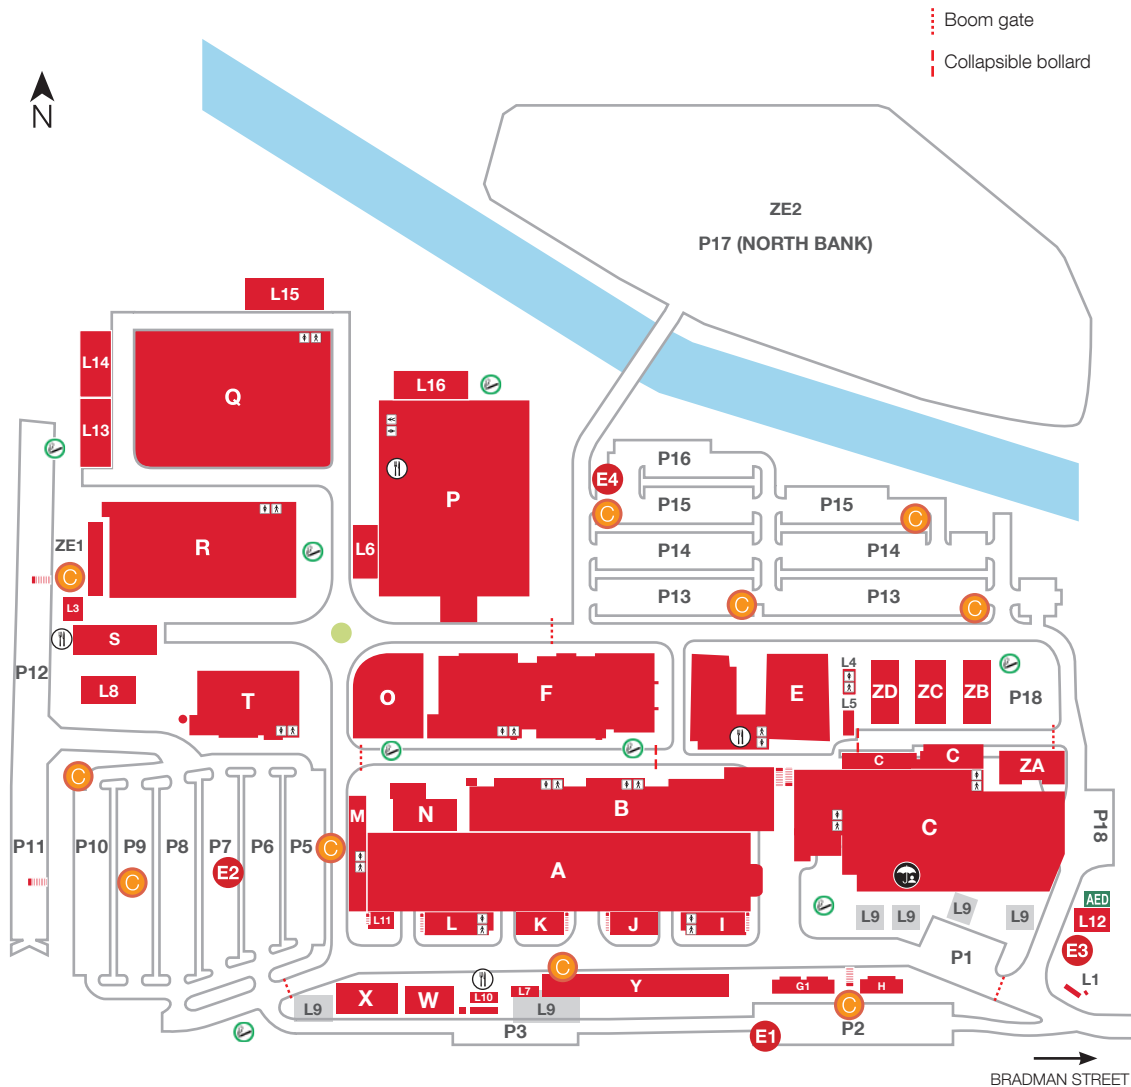 Boom gate
Collapsible bollard
N
ZE2
P17 (NORTH BANK)
L15
L14
Q
L16
L13
P16
E4
P
P15
C
P15
C
R
ZE1
L6
P14
P14
C
L3
P13
C
P13
C
S
P12
L8
T
O
F
E
L4
L5
ZD
ZC
ZB
P18
C
C
ZA
C
M
N
B
C
P18
P11
P10
P9
P8
P7
P6
P5
C
E2
C
A
AED
L11
L
K
J
I
L9
L9
L9
L9
L12
E3
P1
C
L1
X
W
L10
L7
Y
G1
H
L9
L9
C
P3
E1
P2
BRADMAN STREET